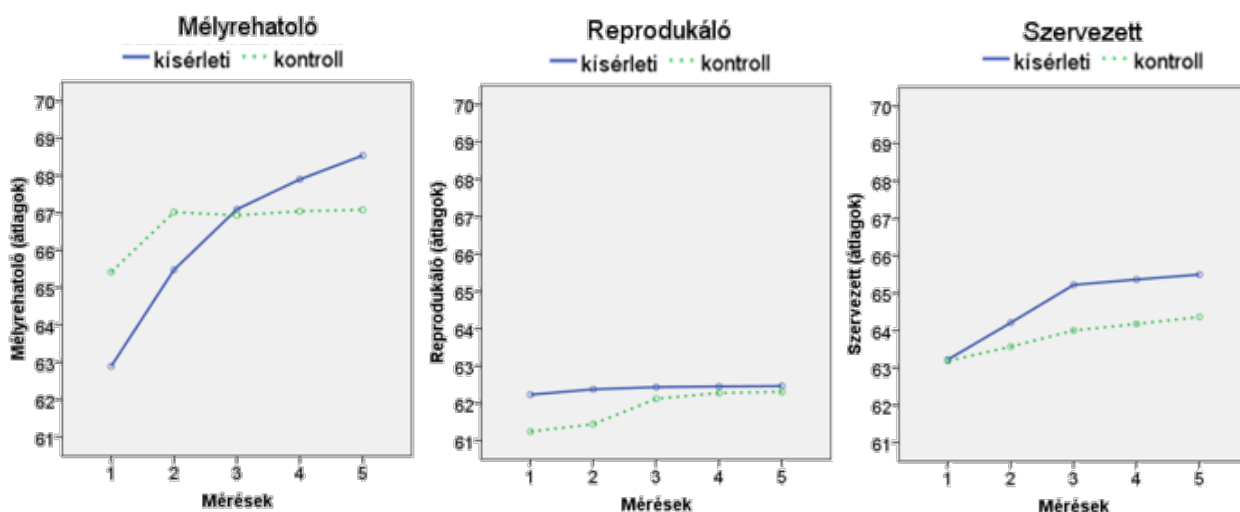 Mélyrehatoló
kísérleti kontroll
Mélyrehatoló (átlagok)
70
69
68
67
66
65
64
63
62
61
1 2 3 4 5
Mérések
Reprodukáló
kísérleti kontroll
Reprodukáló (átlagok)
70
69
68
67
66
65
64
63
62
61
1 2 3 4 5
Mérések
Szervezett
kísérleti kontroll
Szervezett (átlagok)
70
69
68
67
66
65
64
63
62
61
1 2 3 4 5
Mérések